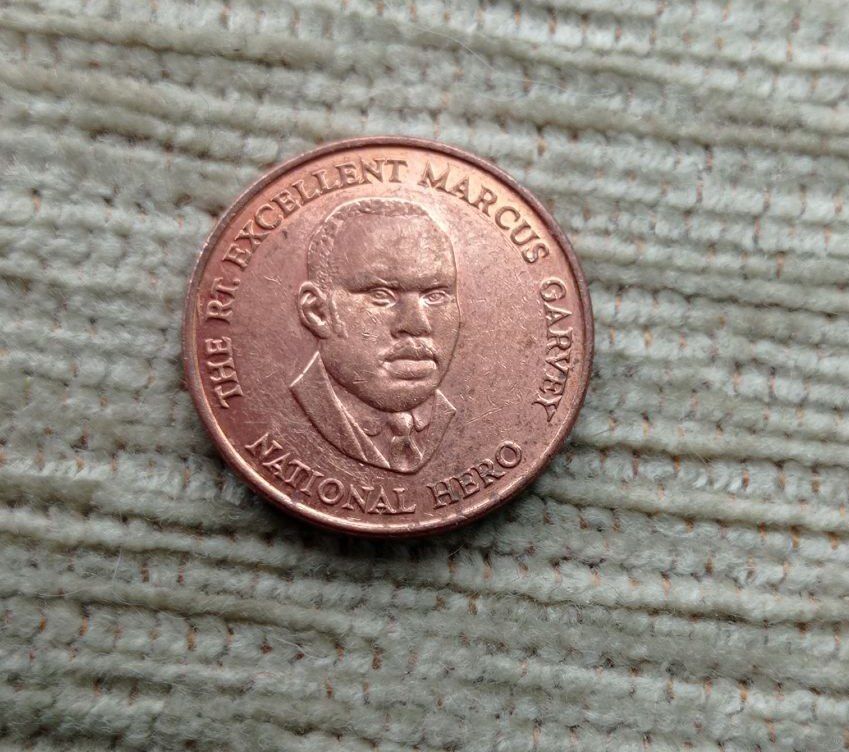 THE RT. EXCELLENT MARCUS GARVEY
NATIONAL HERO